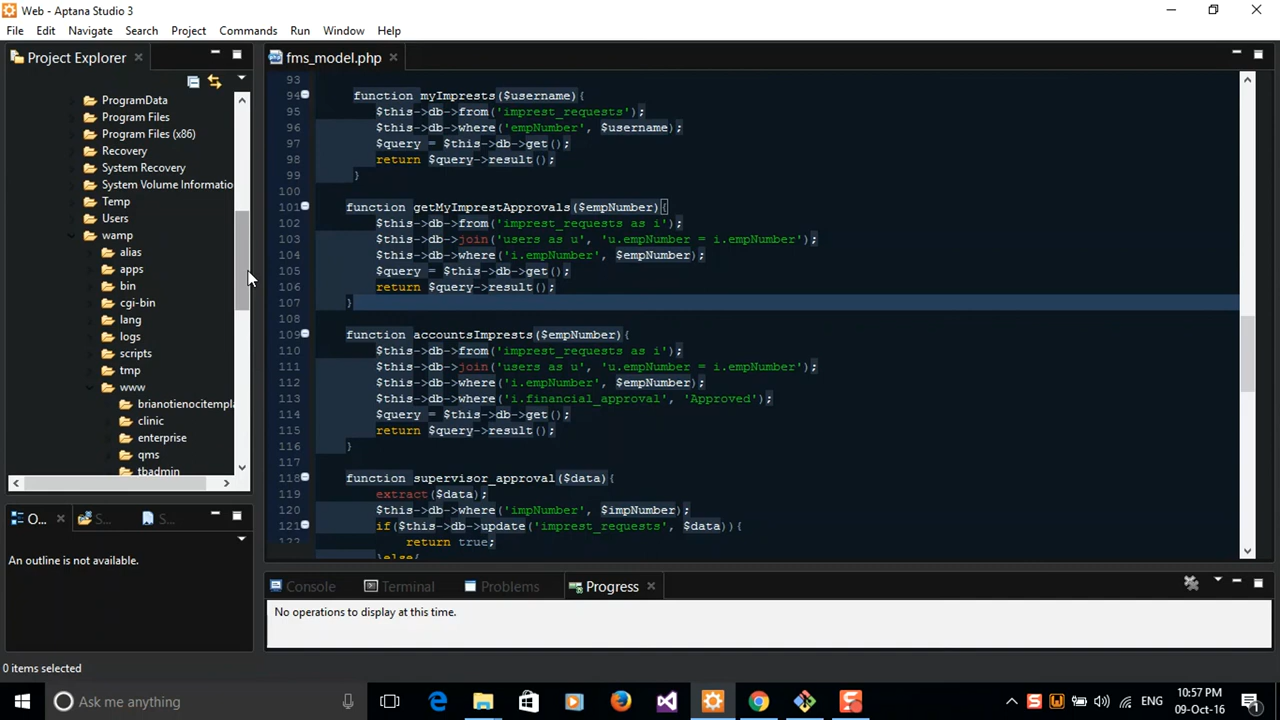 Web - Aptana Studio 3
File Edit Navigate Search Project Commands Run Window Help
Project Explorer
fms_model.php
ProgramData
Program Files
Program Files (x86)
Recovery
System Recovery
System Volume Informatio
Temp
Users
wamp
alias
apps
bin
cgi-bin
lang
logs
scripts
tmp
www
brianotienocitempla
clinic
enterprise
qms
tbadmin
93
94 function myImprests($username){
95 $this->db->from('imprest_requests');
96 $this->db->where('empNumber', $username);
97 $query = $this->db->get();
98 return $query->result();
99 }
100
101 function getMyImprestApprovals($empNumber){
102 $this->db->from('imprest_requests as i');
103 $this->db->join('users as u', 'u.empNumber = i.empNumber');
104 $this->db->where('i.empNumber', $empNumber);
105 $query = $this->db->get();
106 return $query->result();
107 }
108
109 function accountsImprests($empNumber){
110 $this->db->from('imprest_requests as i');
111 $this->db->join('users as u', 'u.empNumber = i.empNumber');
112 $this->db->where('i.empNumber', $empNumber);
113 $this->db->where('i.financial_approval', 'Approved');
114 $query = $this->db->get();
115 return $query->result();
116 }
117
118 function supervisor_approval($data){
119 extract($data);
120 $this->db->where('impNumber', $impNumber);
121 if($this->db->update('imprest_requests', $data)){
122 return true;
}else{
O... S... S...
An outline is not available.
Console Terminal Problems Progress
No operations to display at this time.
0 items selected
Ask me anything
ENG
10:57 PM
09-Oct-16
1